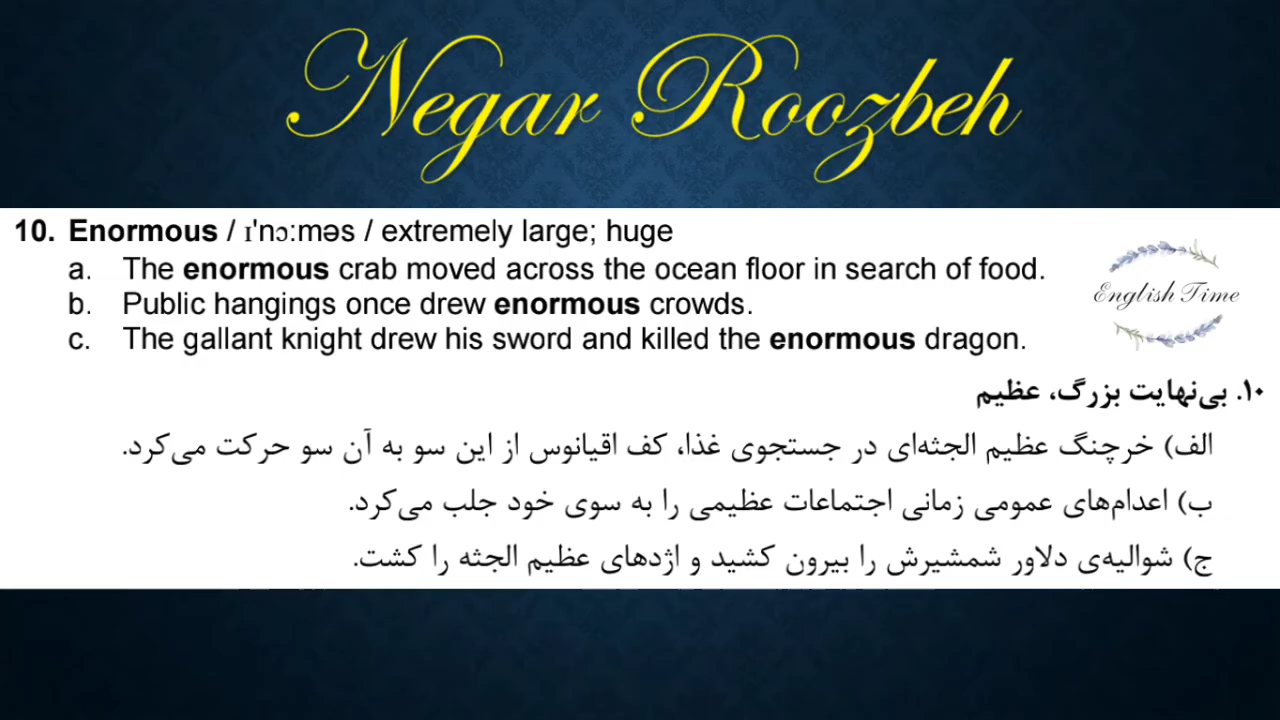 Negar Roozbeh
10. Enormous / ɪ'nɔ:məs / extremely large; huge
a. The enormous crab moved across the ocean floor in search of food.
b. Public hangings once drew enormous crowds.
English Time
c. The gallant knight drew his sword and killed the enormous dragon.
۱۰. بی‌نهایت بزرگ، عظیم
الف) خرچنگ عظیم الجثه‌ای در جستجوی غذا، کف اقیانوس از این سو به آن سو حرکت می‌کرد.
ب) اعدام‌های عمومی زمانی اجتماعات عظیمی را به سوی خود جلب می‌کرد.
ج) شوالیه‌ی دلاور شمشیرش را بیرون کشید و اژدهای عظیم الجثه را کشت.